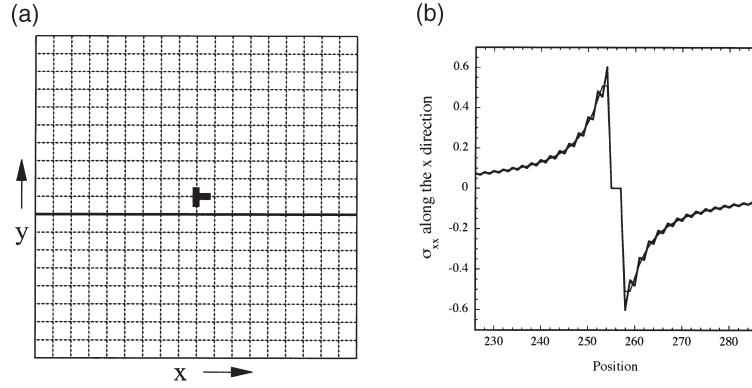 (a)
y
x
(b)
σxx along the x direction
0.6
0.4
0.2
0
-0.2
-0.4
-0.6
230 240 250 260 270 280
Position